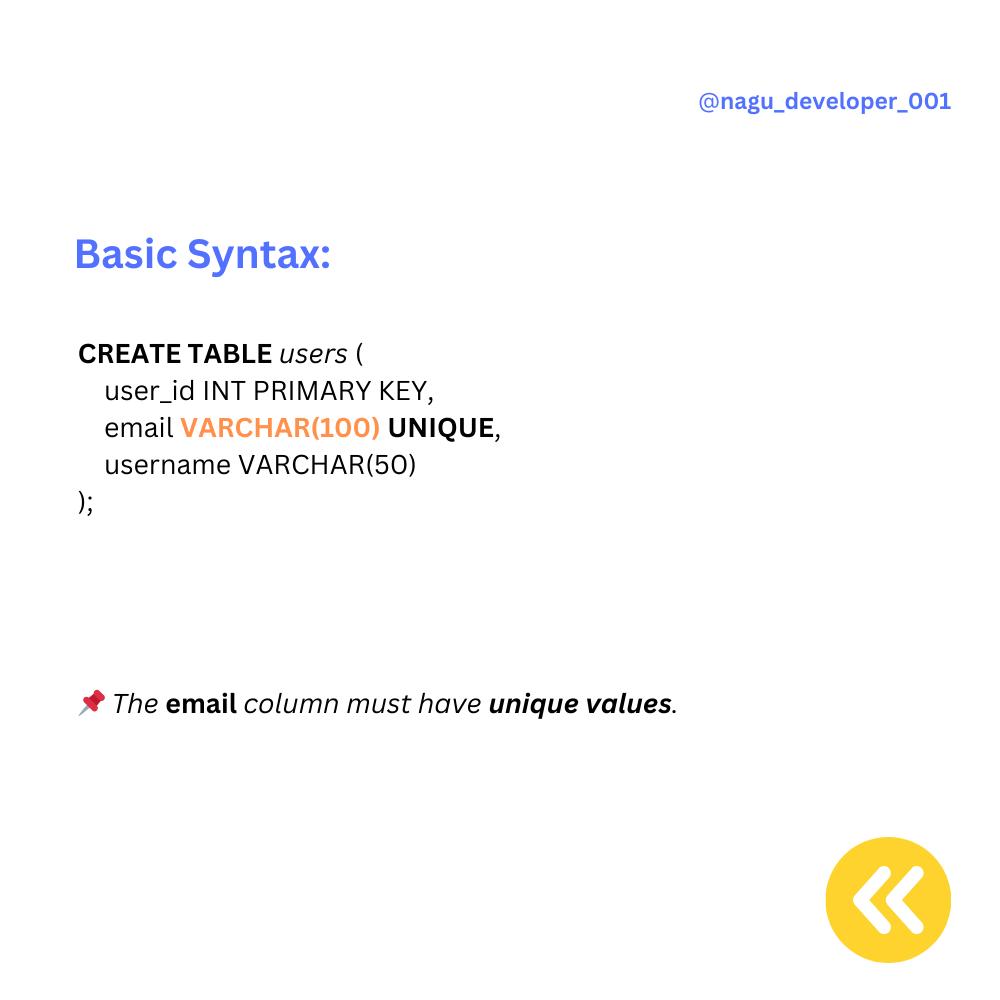 @nagu_developer_001
Basic Syntax:
CREATE TABLE users (
    user_id INT PRIMARY KEY,
    email VARCHAR(100) UNIQUE,
    username VARCHAR(50)
);
📌 The email column must have unique values.